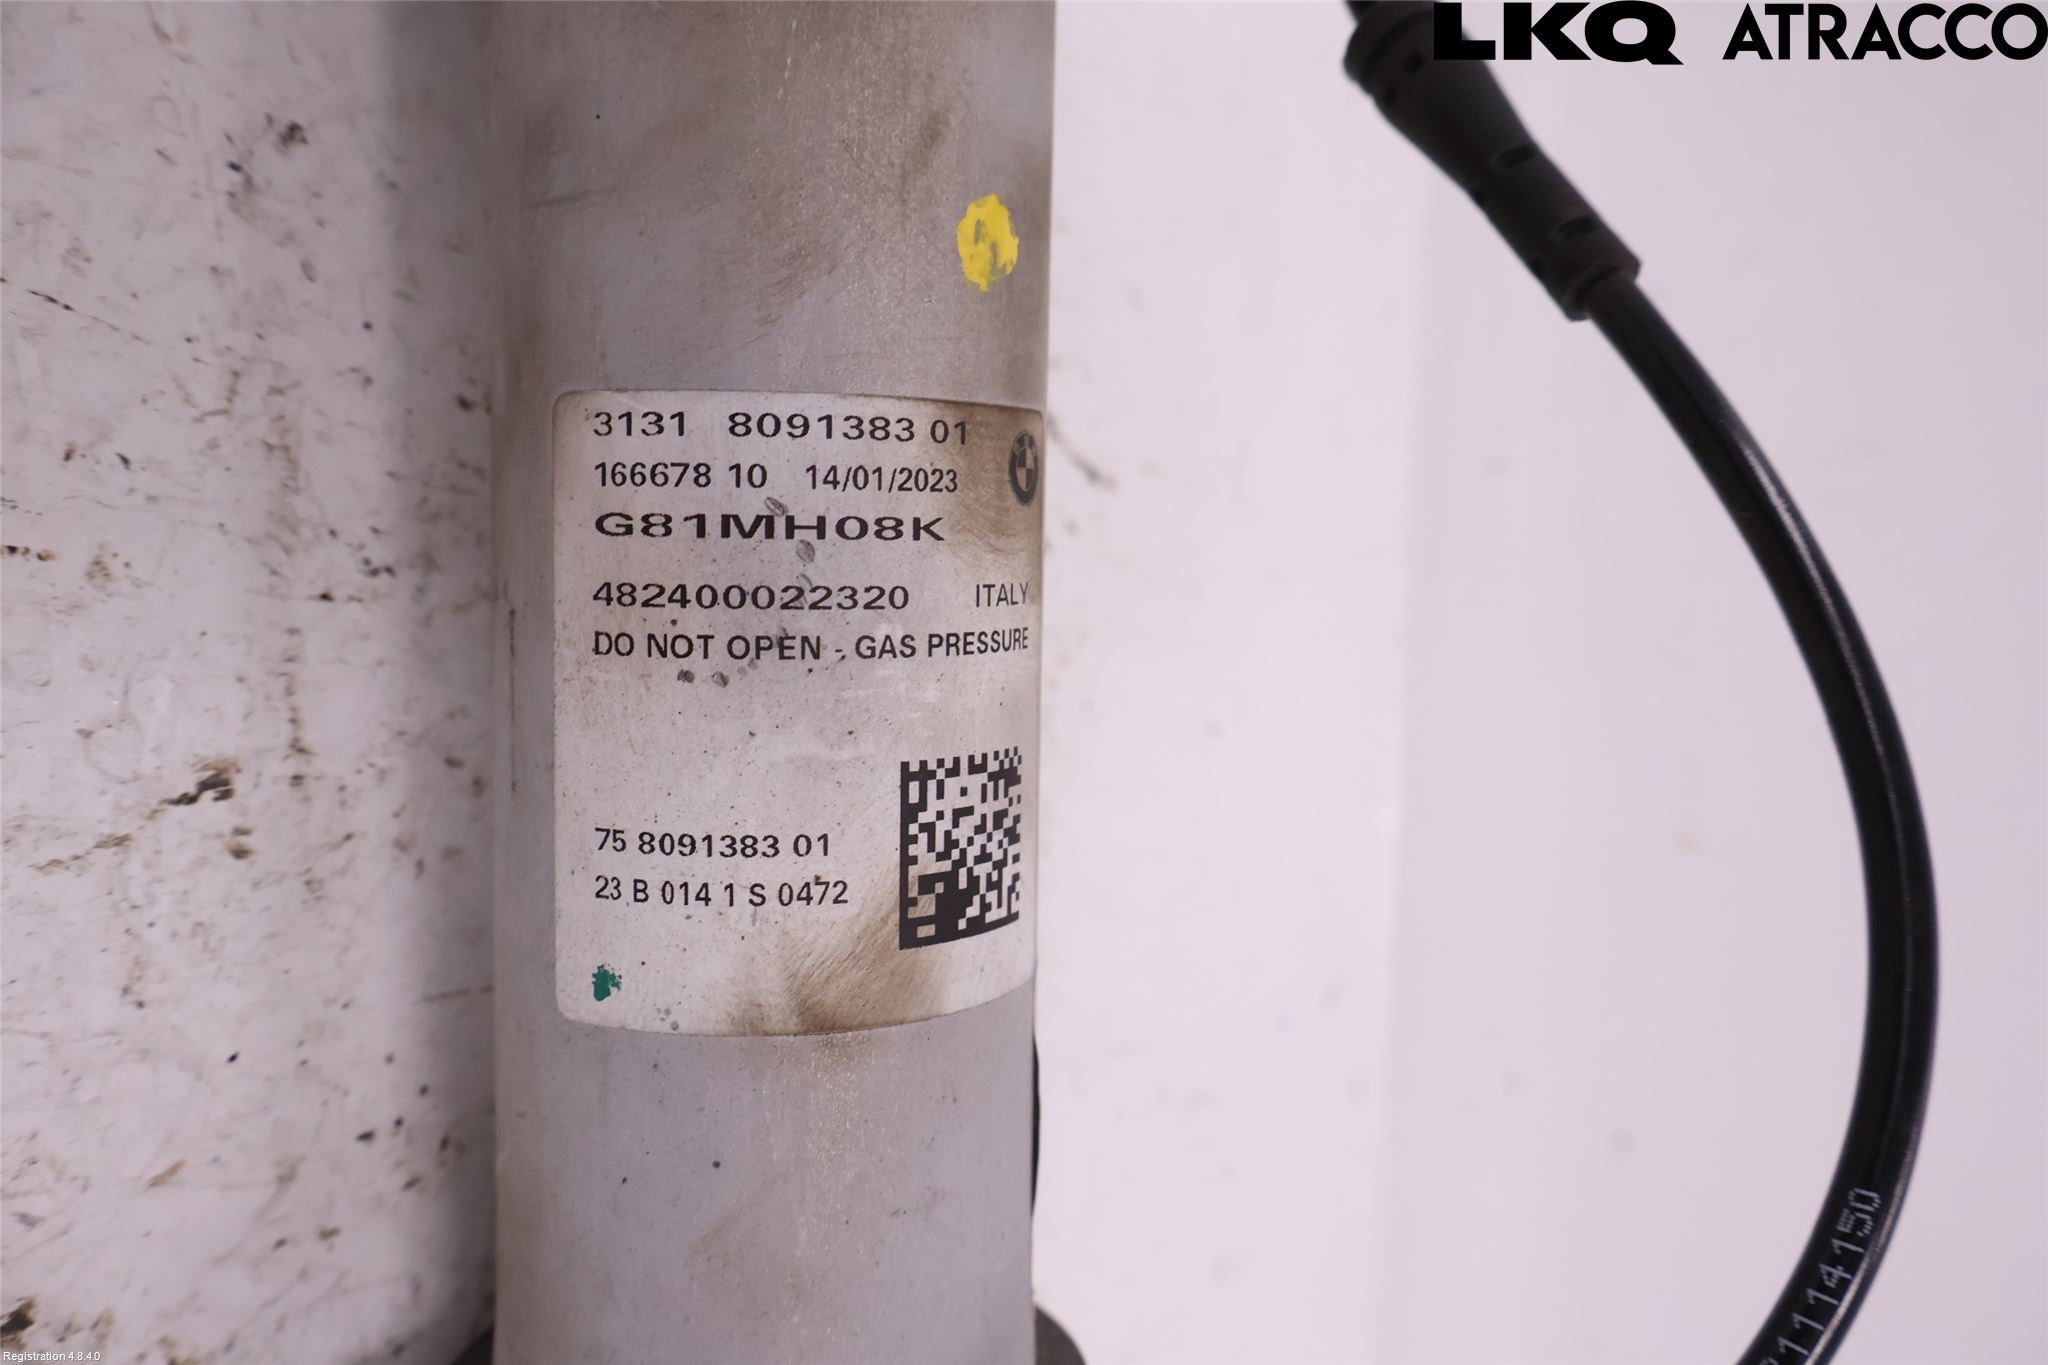 LKQ ATRACCO
3131 8091383 01
166678 10 14/01/2023
G81MH08K
482400022320 ITALY
DO NOT OPEN - GAS PRESSURE
75 8091383 01
23 B 014 1 S 0472
Registration 4.8.4.0